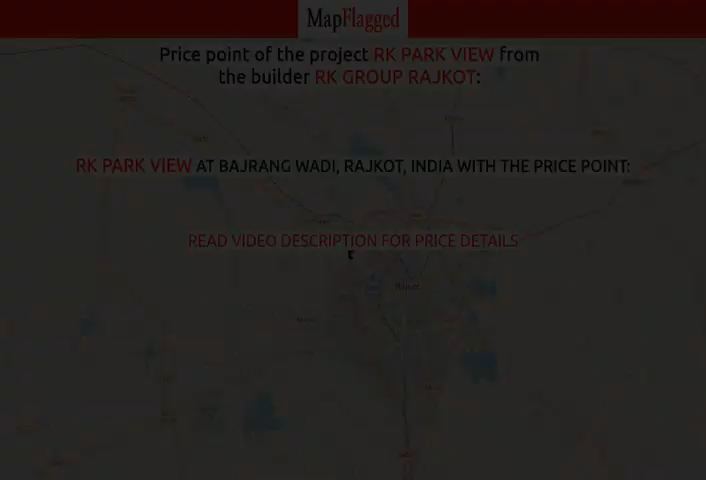 MapFlagged
Price point of the project RK PARK VIEW from
the builder RK GROUP RAJKOT:
RK PARK VIEW AT BAJRANG WADI, RAJKOT, INDIA WITH THE PRICE POINT:
READ VIDEO DESCRIPTION FOR PRICE DETAILS